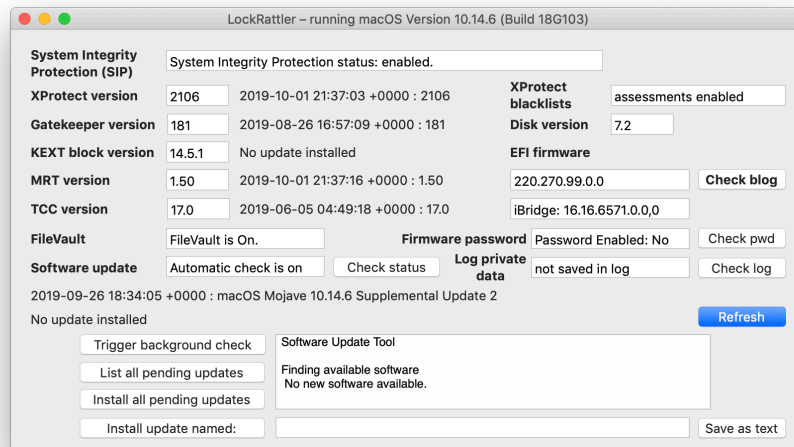 LockRattler – running macOS Version 10.14.6 (Build 18G103)
System Integrity
Protection (SIP)
System Integrity Protection status: enabled.
XProtect version
2106
2019-10-01 21:37:03 +0000 : 2106
XProtect
blacklists
assessments enabled
Gatekeeper version
181
2019-08-26 16:57:09 +0000 : 181
Disk version
7.2
KEXT block version
14.5.1
No update installed
EFI firmware
MRT version
1.50
2019-10-01 21:37:16 +0000 : 1.50
220.270.99.0.0
Check blog
TCC version
17.0
2019-06-05 04:49:18 +0000 : 17.0
iBridge: 16.16.6571.0.0,0
FileVault
FileVault is On.
Firmware password
Password Enabled: No
Check pwd
Software update
Automatic check is on
Check status
Log private
data
not saved in log
Check log
2019-09-26 18:34:05 +0000 : macOS Mojave 10.14.6 Supplemental Update 2
No update installed
Refresh
Trigger background check
List all pending updates
Install all pending updates
Software Update Tool
Finding available software
No new software available.
Install update named:
Save as text